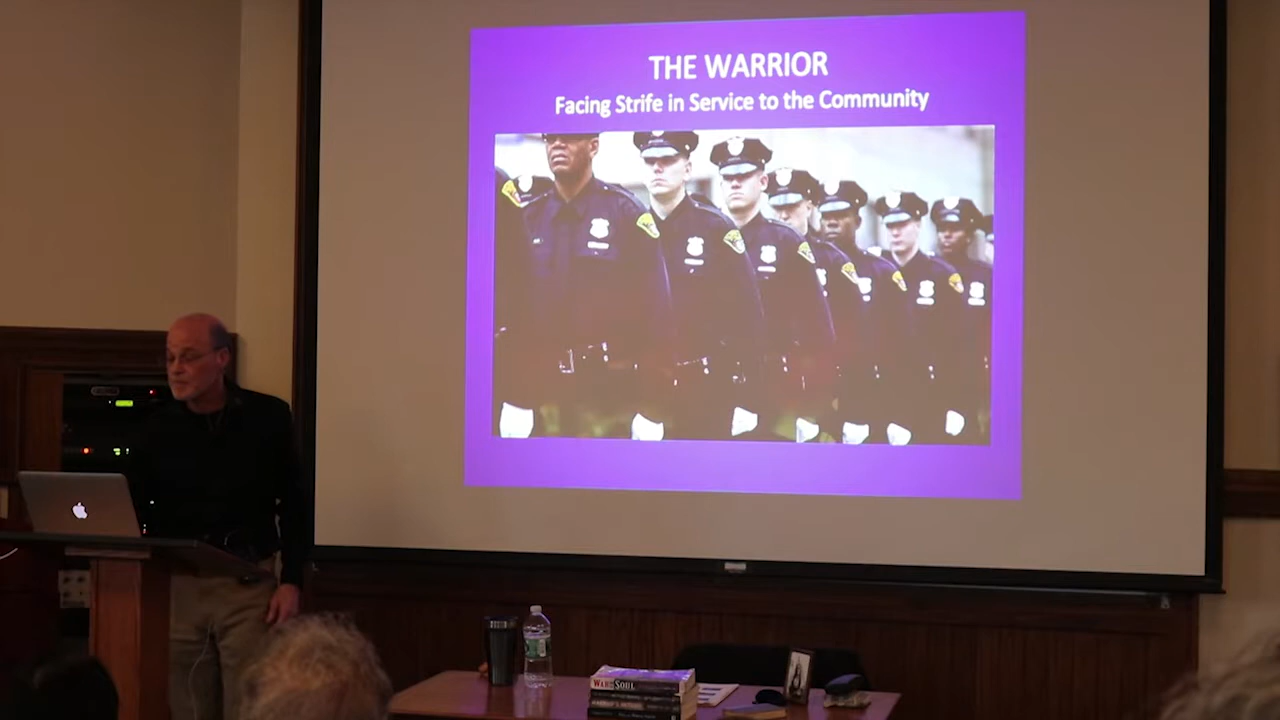 THE WARRIOR
Facing Strife in Service to the Community
WAR SOUL